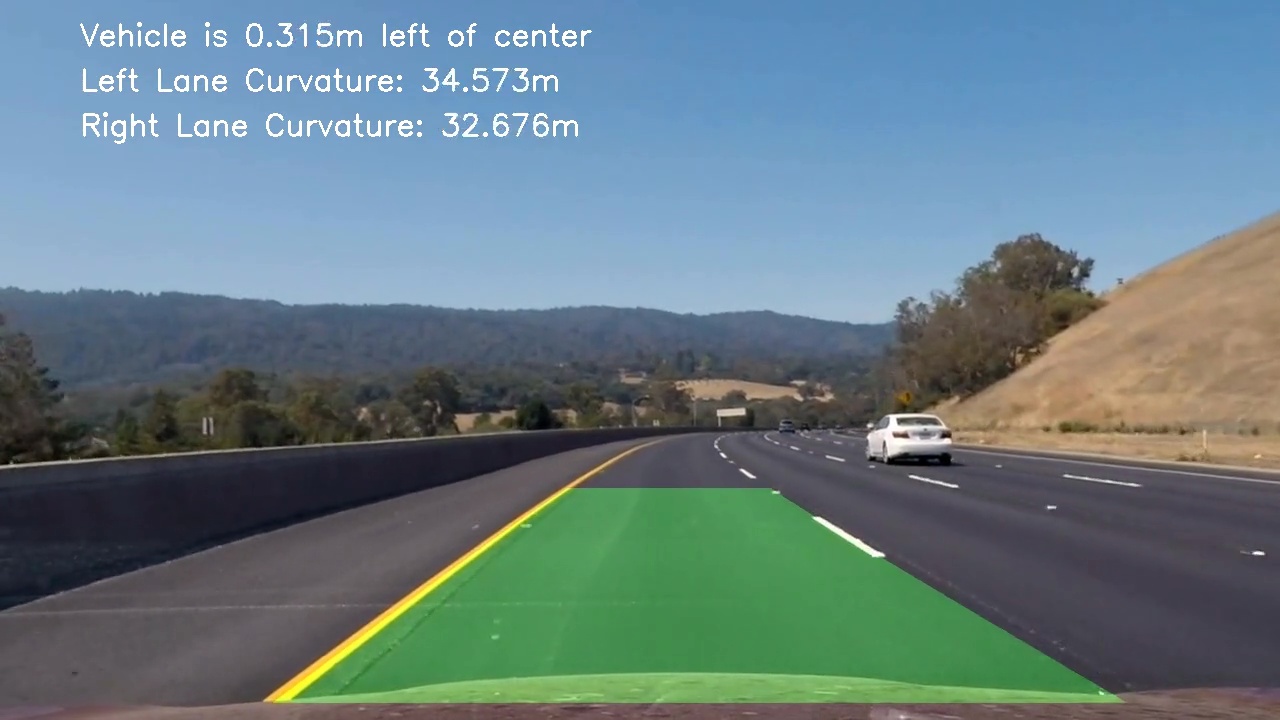 Vehicle is 0.315m left of center
Left Lane Curvature: 34.573m
Right Lane Curvature: 32.676m